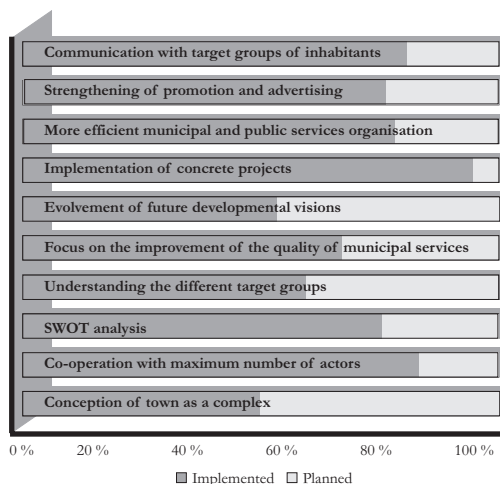 Communication with target groups of inhabitants
Strengthening of promotion and advertising
More efficient municipal and public services organisation
Implementation of concrete projects
Evolvement of future developmental visions
Focus on the improvement of the quality of municipal services
Understanding the different target groups
SWOT analysis
Co-operation with maximum number of actors
Conception of town as a complex
0 % 20 % 40 % 60 % 80 % 100 %
Implemented Planned